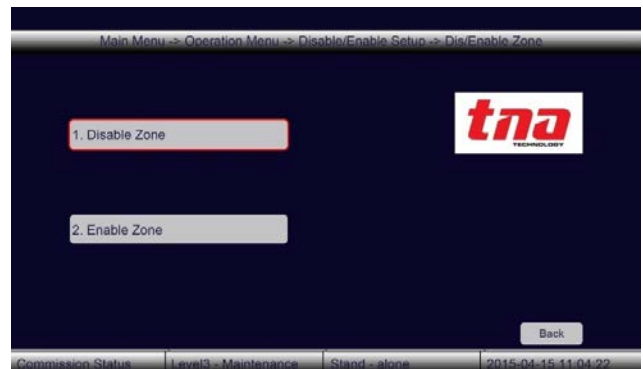 Main Menu -> Operation Menu -> Disable/Enable Setup -> Dis/Enable Zone
1. Disable Zone
tna
TECHNOLOGY
2. Enable Zone
Back
Commission Status Level3 - Maintenance Stand - alone 2015-04-15 11:04:22